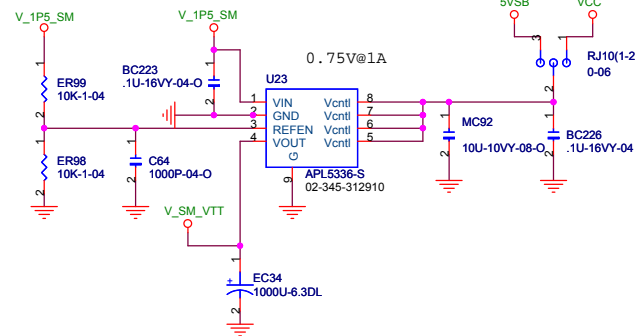 V_1P5_SM
V_1P5_SM
5VSB
VCC
0.75V@1A
3
1
RJ10(1-2
0-06
2
1
ER99
10K-1-04
2
BC223
.1U-16VY-04-O
1
2
U23
1 VIN Vcntl 8
2 GND Vcntl 7
3 REFEN Vcntl 6
4 VOUT Vcntl 5
G
9
APL5336-S
02-345-312910
1
MC92
10U-10VY-08-O
2
1
BC226
.1U-16VY-04
2
1
ER98
10K-1-04
2
1
C64
1000P-04-O
2
V_SM_VTT
1
+
EC34
1000U-6.3DL
2